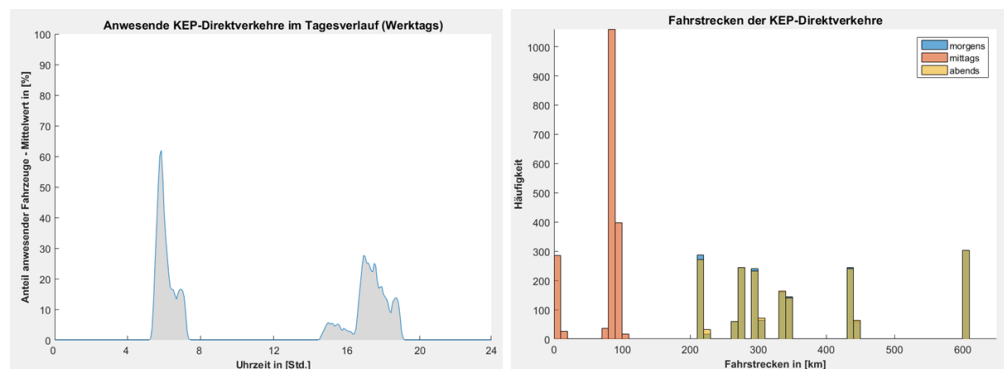 Anwesende KEP-Direktverkehre im Tagesverlauf (Werktags)
Anteil anwesender Fahrzeuge - Mittelwert in [%]
100
90
80
70
60
50
40
30
20
10
0
0 4 8 12 16 20 24
Uhrzeit in [Std.]
Fahrstrecken der KEP-Direktverkehre
morgens
mittags
abends
Häufigkeit
1000
900
800
700
600
500
400
300
200
100
0
0 100 200 300 400 500 600
Fahrstrecken in [km]